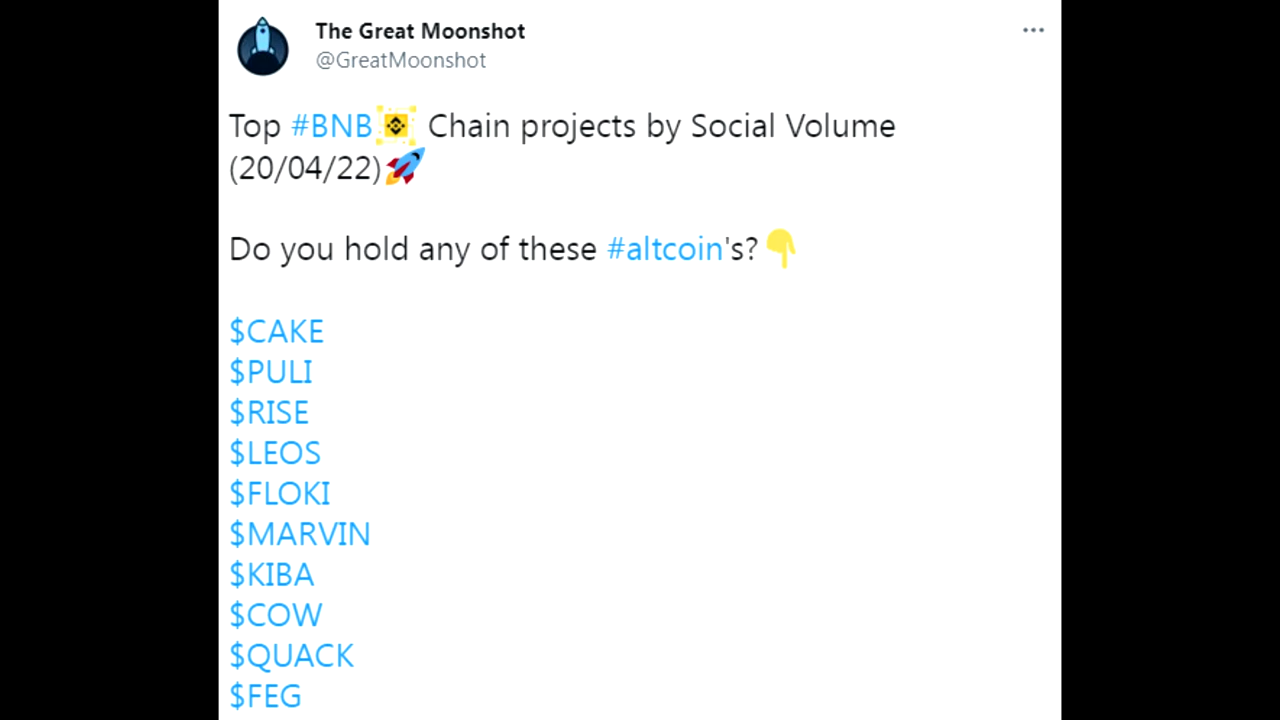 The Great Moonshot
@GreatMoonshot
Top #BNB Chain projects by Social Volume
(20/04/22)🚀
Do you hold any of these #altcoin's?👇
$CAKE
$PULI
$RISE
$LEOS
$FLOKI
$MARVIN
$KIBA
$COW
$QUACK
$FEG